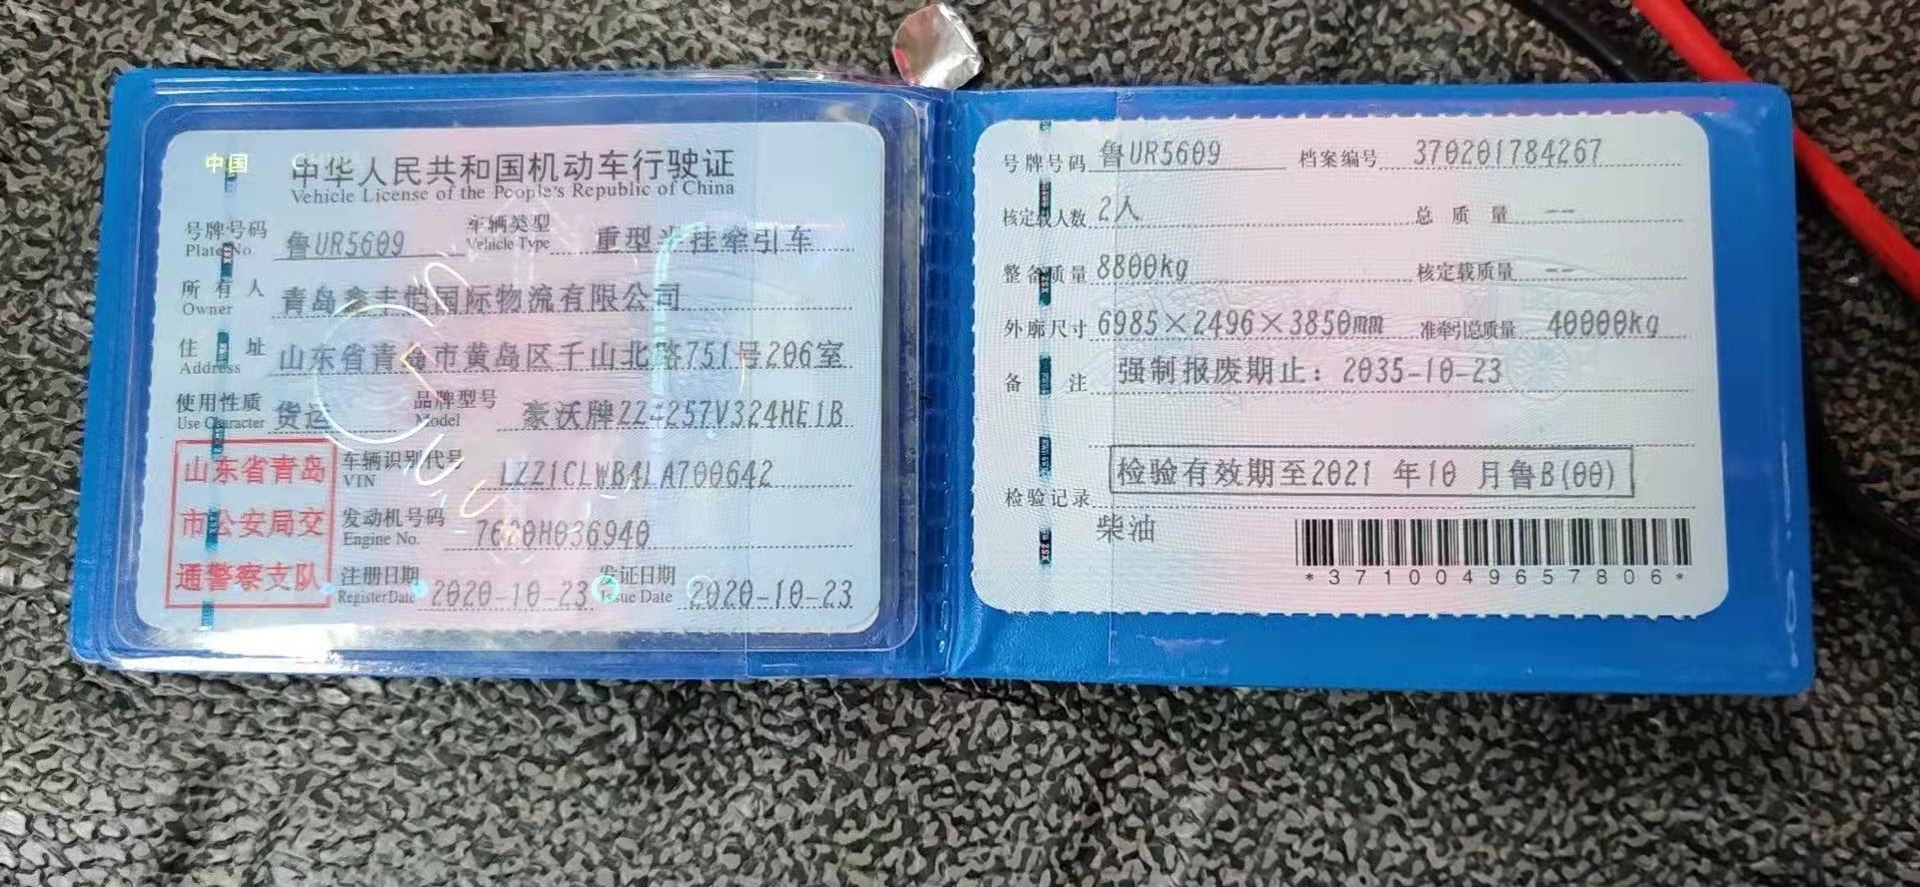 中国
中华人民共和国机动车行驶证
Vehicle License of the People's Republic of China
号牌号码 鲁UR5609 车辆类型 重型半挂牵引车
Plate No. Vehicle Type
所有人 青岛鑫丰恺国际物流有限公司
Owner
住址 山东省青岛市黄岛区千山北路751号206室
Address
使用性质 货运 品牌型号 豪沃牌ZZ4257V324HE1B
Use Character Model
山东省青岛
市公安局交
通警察支队
车辆识别代号 LZZ1CLWB4LA700642
VIN
发动机号码
Engine No.
注册日期 2020-10-23 发证日期 2020-10-23
Register Date Issue Date
号牌号码 鲁UR5609 档案编号 370201784267
核定载人数 2人 总质量 --
整备质量 8800kg 核定载质量 --
外廓尺寸 6985×2496×3850mm 准牵引总质量 40000kg
备注 强制报废期止：2035-10-23
检验有效期至2021 年10 月鲁B(00)
检验记录
柴油
*3710049657806*